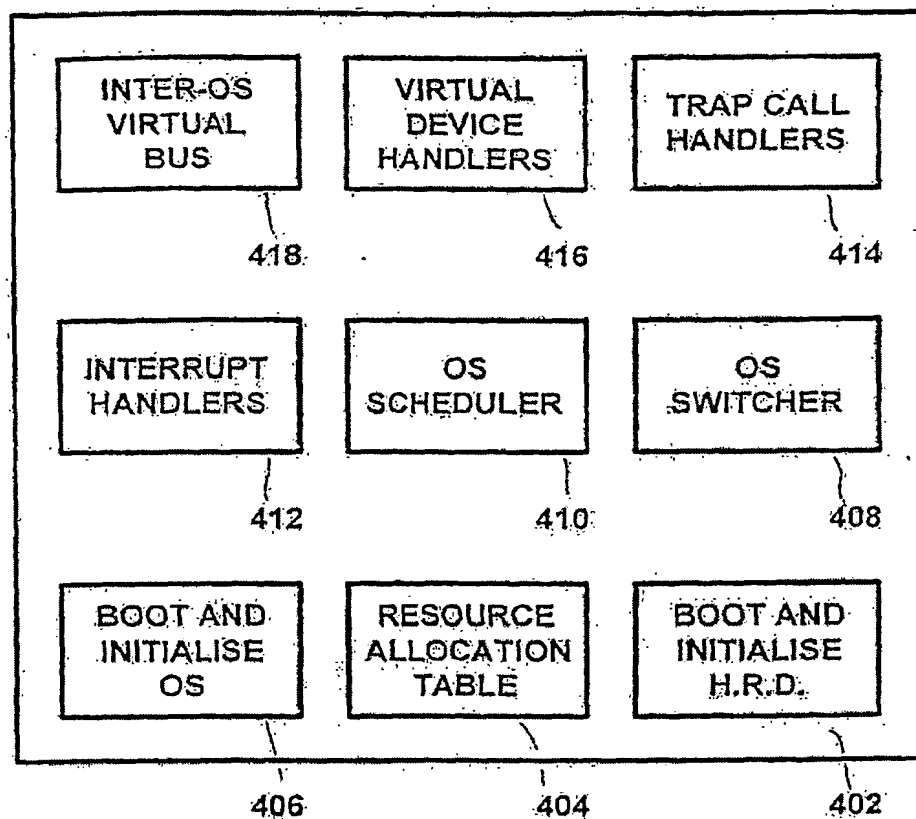 INTER-OS
VIRTUAL
BUS
418
VIRTUAL
DEVICE
HANDLERS
416
TRAP CALL
HANDLERS
414
INTERRUPT
HANDLERS
412
OS
SCHEDULER
410
OS
SWITCHER
408
BOOT AND
INITIALISE
OS
406
RESOURCE
ALLOCATION
TABLE
404
BOOT AND
INITIALISE
H.R.D.
402